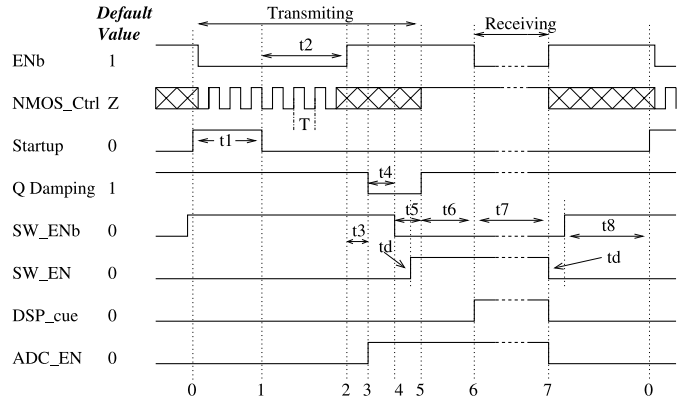 Default
Value
Transmiting
Receiving
ENb 1
t2
NMOS_Ctrl Z
T
Startup 0
t1
Q Damping 1
t4
SW_ENb 0
t5 t6 t7
t3 t8
SW_EN 0
td td
DSP_cue 0
ADC_EN 0
0 1 2 3 4 5 6 7 0